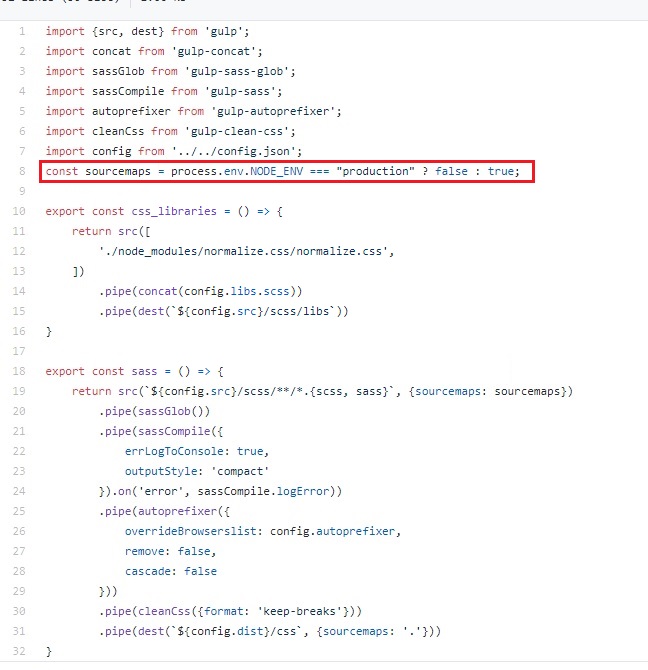 1 import {src, dest} from 'gulp';
2 import concat from 'gulp-concat';
3 import sassGlob from 'gulp-sass-glob';
4 import sassCompile from 'gulp-sass';
5 import autoprefixer from 'gulp-autoprefixer';
6 import cleanCss from 'gulp-clean-css';
7 import config from '../../config.json';
8 const sourcemaps = process.env.NODE_ENV === "production" ? false : true;
9
10 export const css_libraries = () => {
11     return src([
12         './node_modules/normalize.css/normalize.css',
13     ])
14         .pipe(concat(config.libs.scss))
15         .pipe(dest(`${config.src}/scss/libs`))
16 }
17
18 export const sass = () => {
19     return src(`${config.src}/scss/**/*.{scss, sass}`, {sourcemaps: sourcemaps})
20         .pipe(sassGlob())
21         .pipe(sassCompile({
22             errLogToConsole: true,
23             outputStyle: 'compact'
24         }).on('error', sassCompile.logError))
25         .pipe(autoprefixer({
26             overrideBrowserslist: config.autoprefixer,
27             remove: false,
28             cascade: false
29         }))
30         .pipe(cleanCss({format: 'keep-breaks'}))
31         .pipe(dest(`${config.dist}/css`, {sourcemaps: '.'}))
32 }